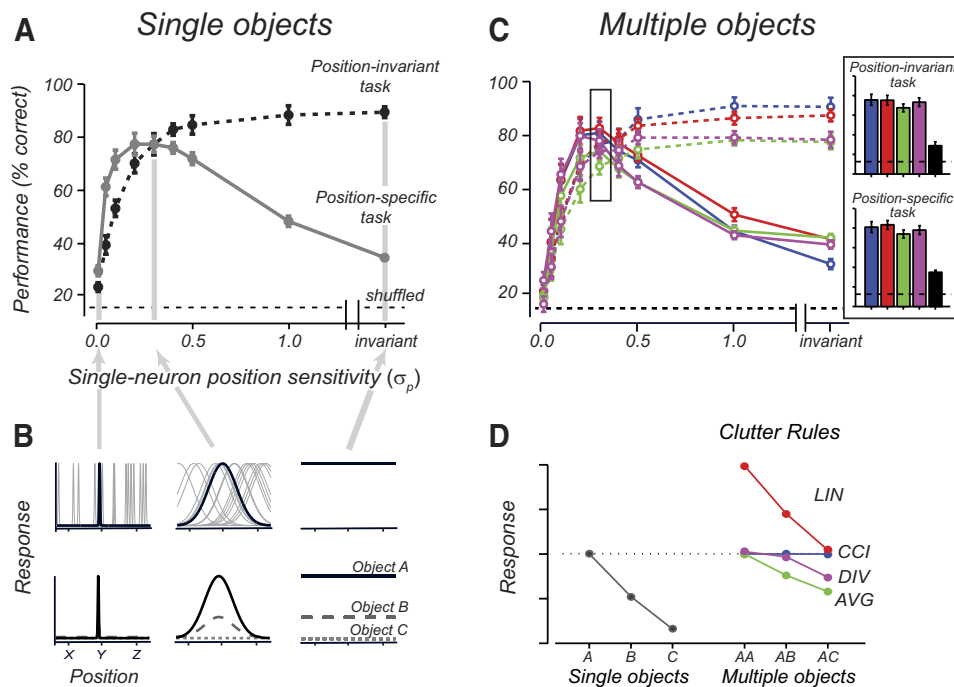 A
Single objects
Position-invariant
task
100
80
60
40
20
Performance (% correct)
Position-specific
task
shuffled
0.0
0.5
1.0
invariant
Single-neuron position sensitivity (σp)
B
Response
Object A
Object B
Object C
X
Y
Z
Position
C
Multiple objects
100
80
60
40
20
0.0
0.5
1.0
invariant
Position-invariant
task
Position-specific
task
D
Clutter Rules
Response
LIN
CCI
DIV
AVG
A
B
C
AA
AB
AC
Single objects
Multiple objects